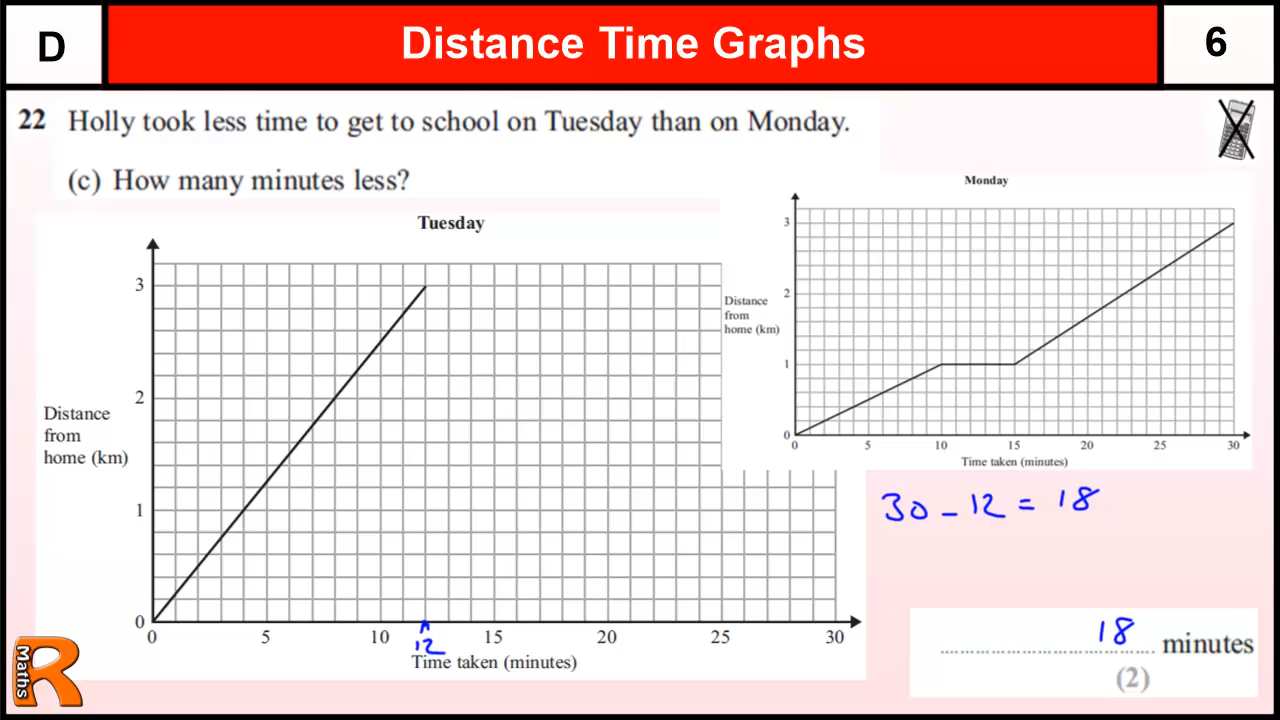 D
Distance Time Graphs
6
22 Holly took less time to get to school on Tuesday than on Monday.
(c) How many minutes less?
Tuesday
3
2
1
0
Distance
from
home (km)
0 5 10 15 20 25 30
12
Time taken (minutes)
Monday
3
2
1
0
Distance
from
home (km)
0 5 10 15 20 25 30
Time taken (minutes)
30 - 12 = 18
18 minutes
(2)
Maths
R